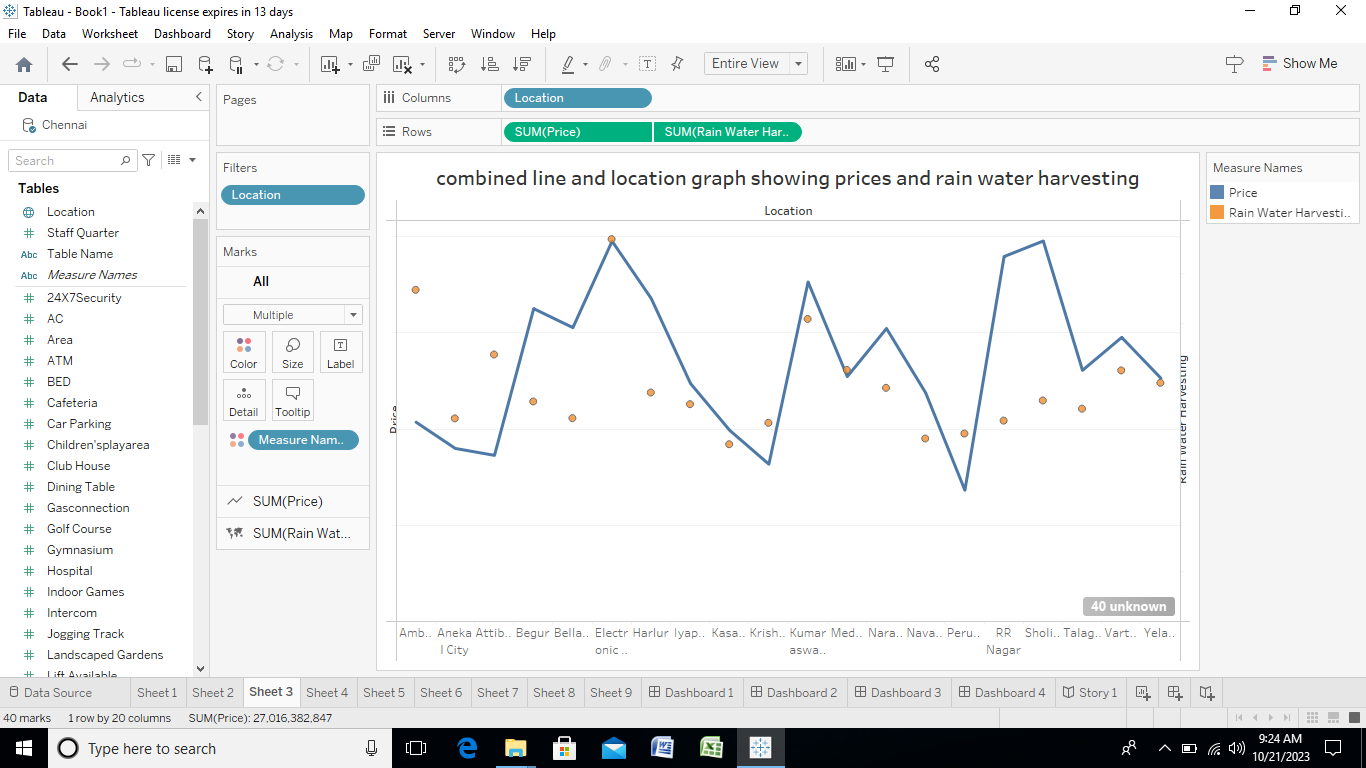 Tableau - Book1 - Tableau license expires in 13 days
File Data Worksheet Dashboard Story Analysis Map Format Server Window Help
Entire View
Show Me
Data Analytics
Chennai
Search
Tables
Location
Staff Quarter
Abc Table Name
Abc Measure Names
24X7Security
AC
Area
ATM
BED
Cafeteria
Car Parking
Children'splayarea
Club House
Dining Table
Gasconnection
Golf Course
Gymnasium
Hospital
Indoor Games
Intercom
Jogging Track
Landscaped Gardens
Lift Available
Pages
Filters
Location
Marks
All
Multiple
Color Size Label
Detail Tooltip
Measure Nam..
SUM(Price)
SUM(Rain Wat...
Columns Location
Rows SUM(Price) SUM(Rain Water Har..
combined line and location graph showing prices and rain water harvesting
Location
Price
Rain Water Harvesting
40 unknown
Amb.. Aneka Attib.. Begur Bella.. Electr Harlur Iyap.. Kasa.. Krish.. Kumar Med.. Nara.. Nava.. Peru.. RR Sholi.. Talag.. Vart.. Yela..
l City onic .. aswa.. Nagar
Measure Names
Price
Rain Water Harvesti..
Data Source Sheet 1 Sheet 2 Sheet 3 Sheet 4 Sheet 5 Sheet 6 Sheet 7 Sheet 8 Sheet 9 Dashboard 1 Dashboard 2 Dashboard 3 Dashboard 4 Story 1
40 marks 1 row by 20 columns SUM(Price): 27,016,382,847
Type here to search
9:24 AM
10/21/2023